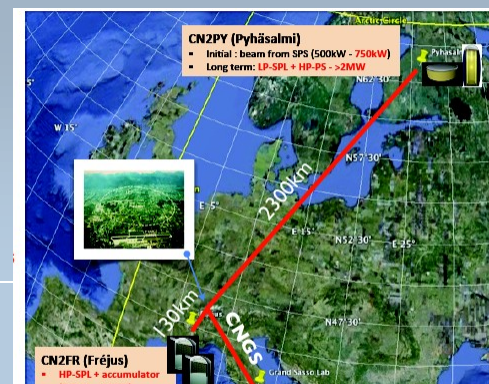 Arctic Circle
CN2PY (Pyhäsalmi)
▪ Initial : beam from SPS (500kW - 750kW)
▪ Long term: LP-SPL + HP-PS - >2MW
Pyhäsalm
N62°30'
W 15°
N57°30'
2300km
E 5°
E 15°
N52°30'
E 25°
130km
CNGS
N47°30'
CN2FR (Fréjus)
▪ HP-SPL + accumulator
Grand Sasso Lab